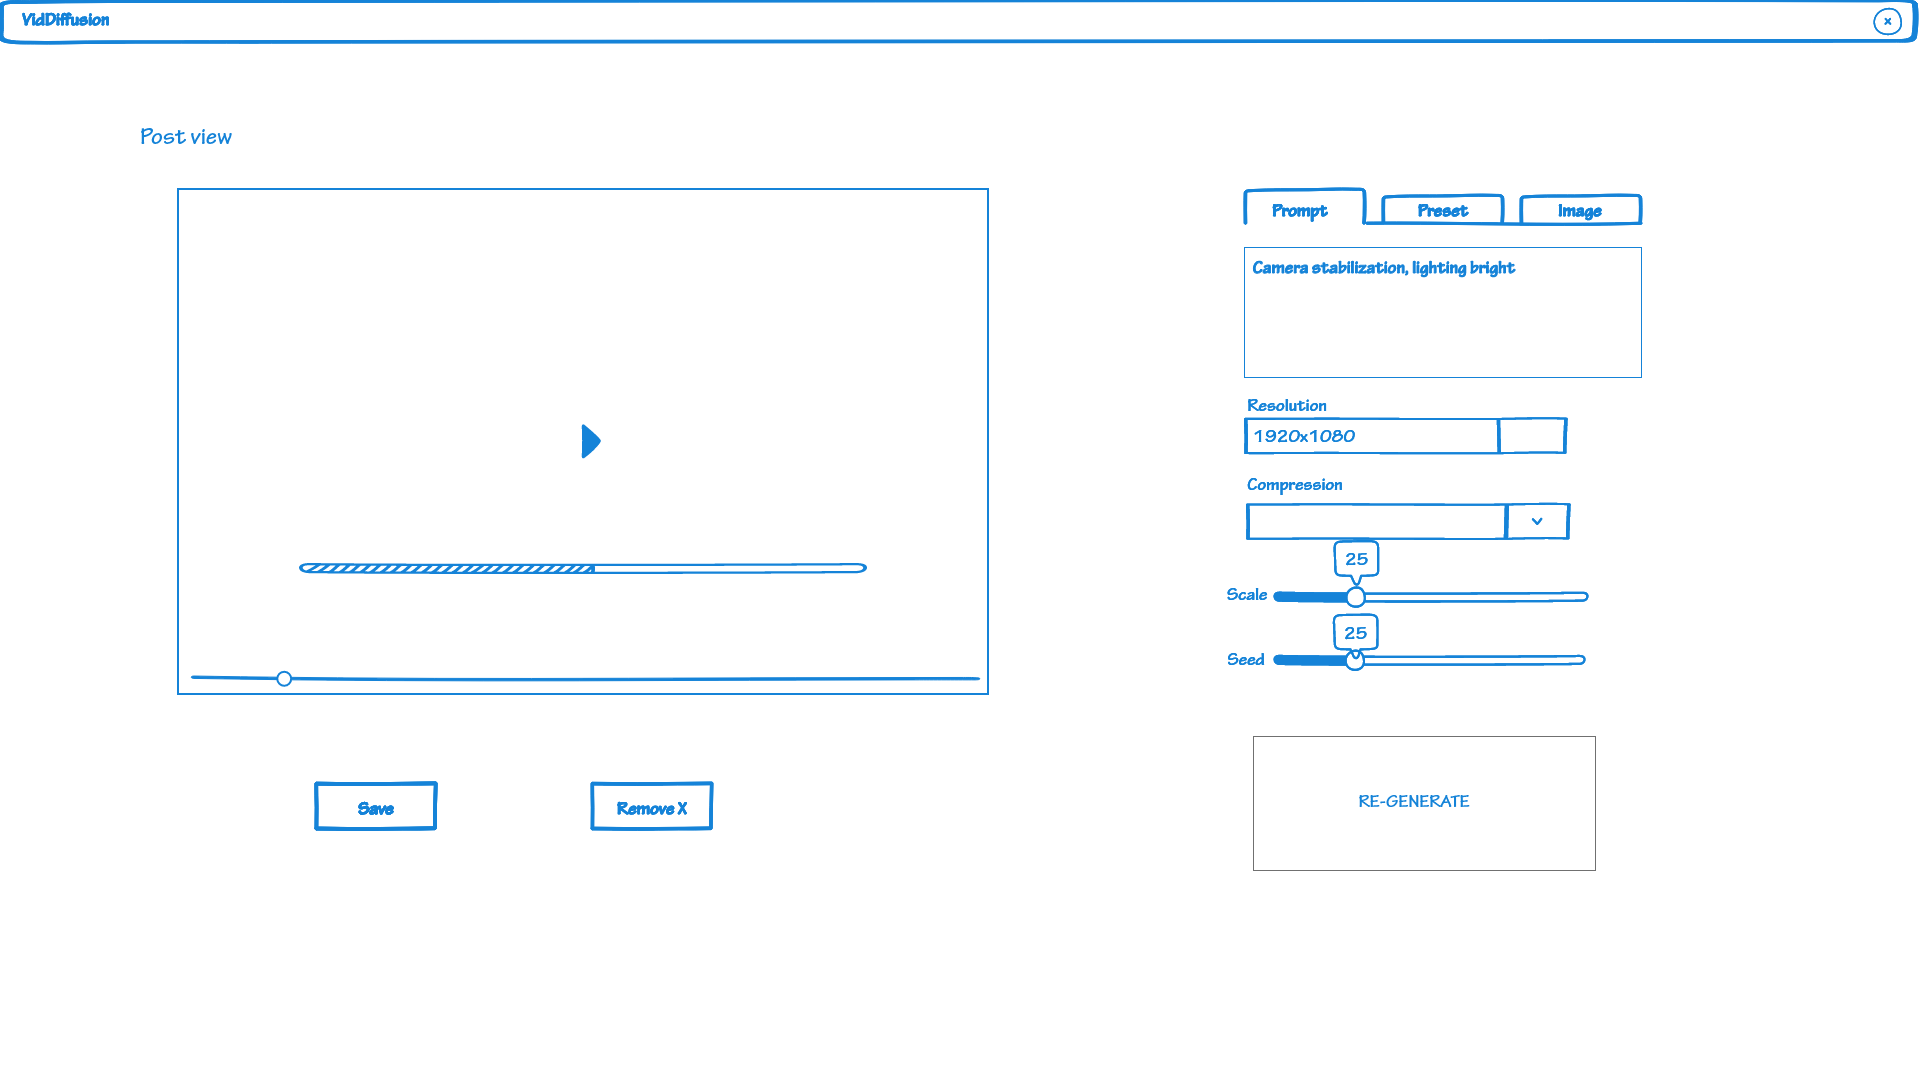 VidDiffusion
×
Post view
Prompt
Preset
Image
Camera stabilization, lighting bright
Resolution
1920x1080
Compression
25
Scale
25
Seed
Save
Remove X
RE-GENERATE